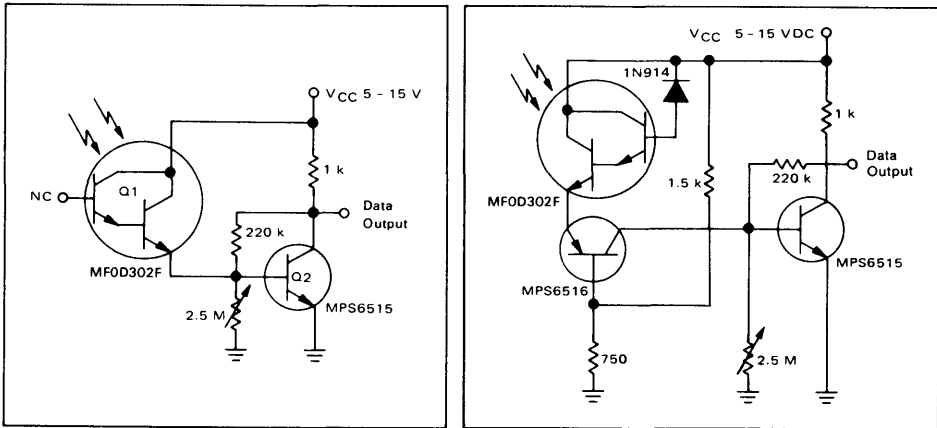 VCC 5 - 15 V
1 k
Q1
NC
Data
Output
220 k
MF0D302F
Q2
MPS6515
2.5 M
VCC 5 - 15 VDC
1N914
1 k
Data
Output
1.5 k
220 k
MF0D302F
MPS6515
MPS6516
750
2.5 M